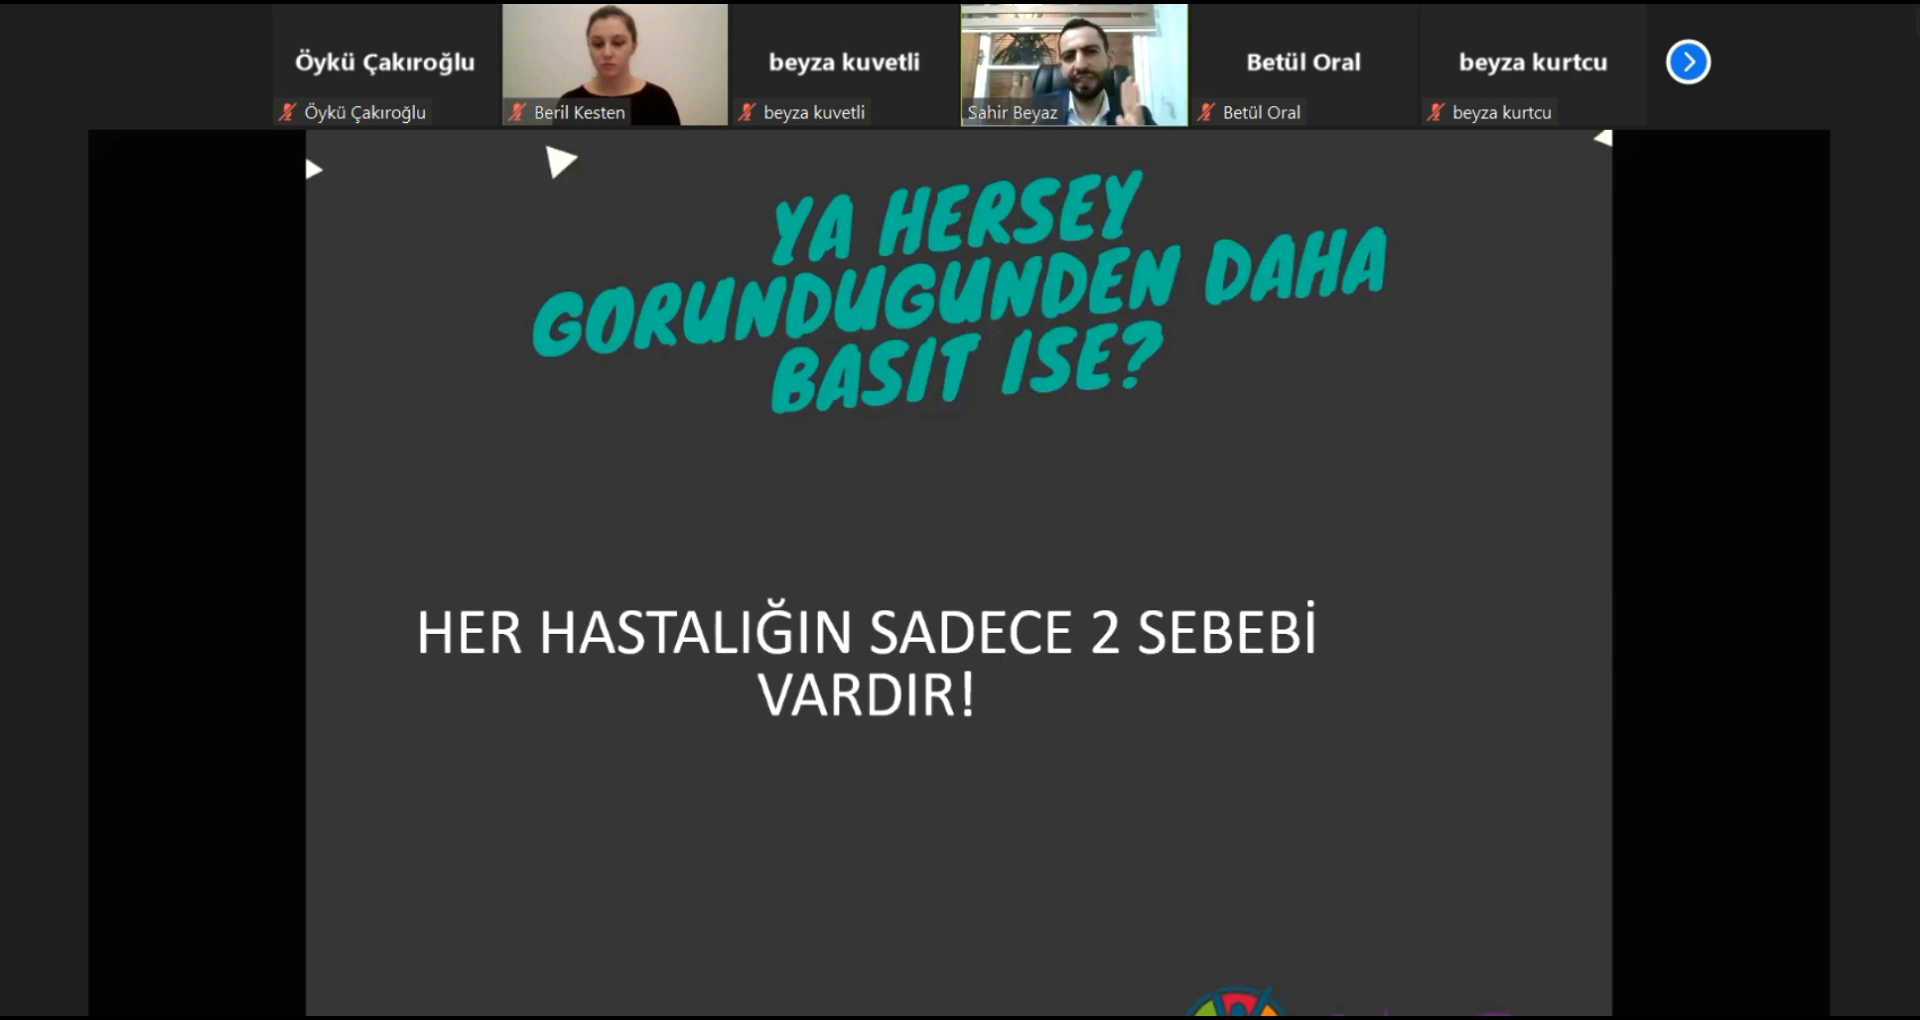 Öykü Çakıroğlu
beyza kuvetli
Betül Oral
beyza kurtcu
Öykü Çakıroğlu
Beril Kesten
beyza kuvetli
Sahir Beyaz
Betül Oral
beyza kurtcu
YA HERSEY
GORUNDUGUNDEN DAHA
BASIT ISE?
HER HASTALIĞIN SADECE 2 SEBEBİ
VARDIR!